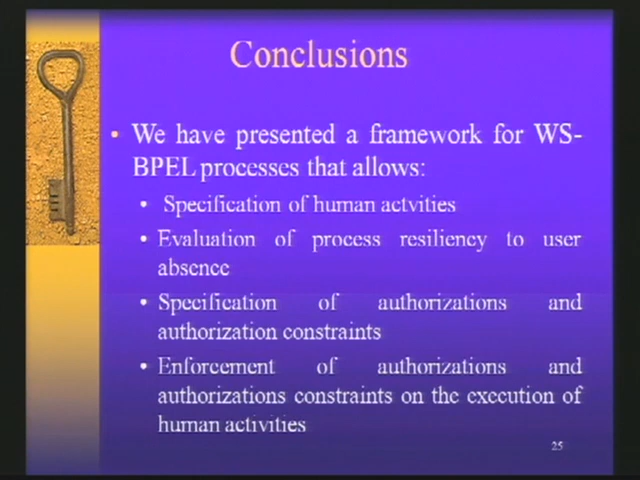 Conclusions
• We have presented a framework for WS-
BPEL processes that allows:
• Specification of human actvities
• Evaluation of process resiliency to user
absence
• Specification of authorizations and
authorization constraints
• Enforcement of authorizations and
authorizations constraints on the execution of
human activities
25